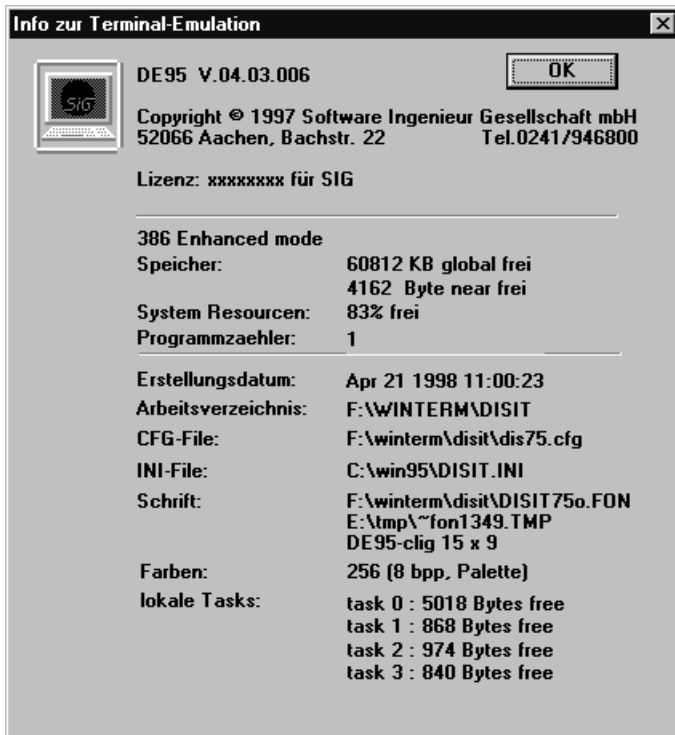 Info zur Terminal-Emulation
SiG
DE95 V.04.03.006
OK
Copyright © 1997 Software Ingenieur Gesellschaft mbH
52066 Aachen, Bachstr. 22 Tel.0241/946800
Lizenz: xxxxxxxx für SIG
386 Enhanced mode
Speicher: 60812 KB global frei
4162 Byte near frei
System Resourcen: 83% frei
Programmzaehler: 1
Erstellungsdatum: Apr 21 1998 11:00:23
Arbeitsverzeichnis: F:\WINTERM\DISIT
CFG-File: F:\winterm\disit\dis75.cfg
INI-File: C:\win95\DISIT.INI
Schrift: F:\winterm\disit\DISIT75o.FON
E:\tmp\~fon1349.TMP
DE95-clig 15 x 9
Farben: 256 (8 bpp, Palette)
lokale Tasks: task 0 : 5018 Bytes free
task 1 : 868 Bytes free
task 2 : 974 Bytes free
task 3 : 840 Bytes free